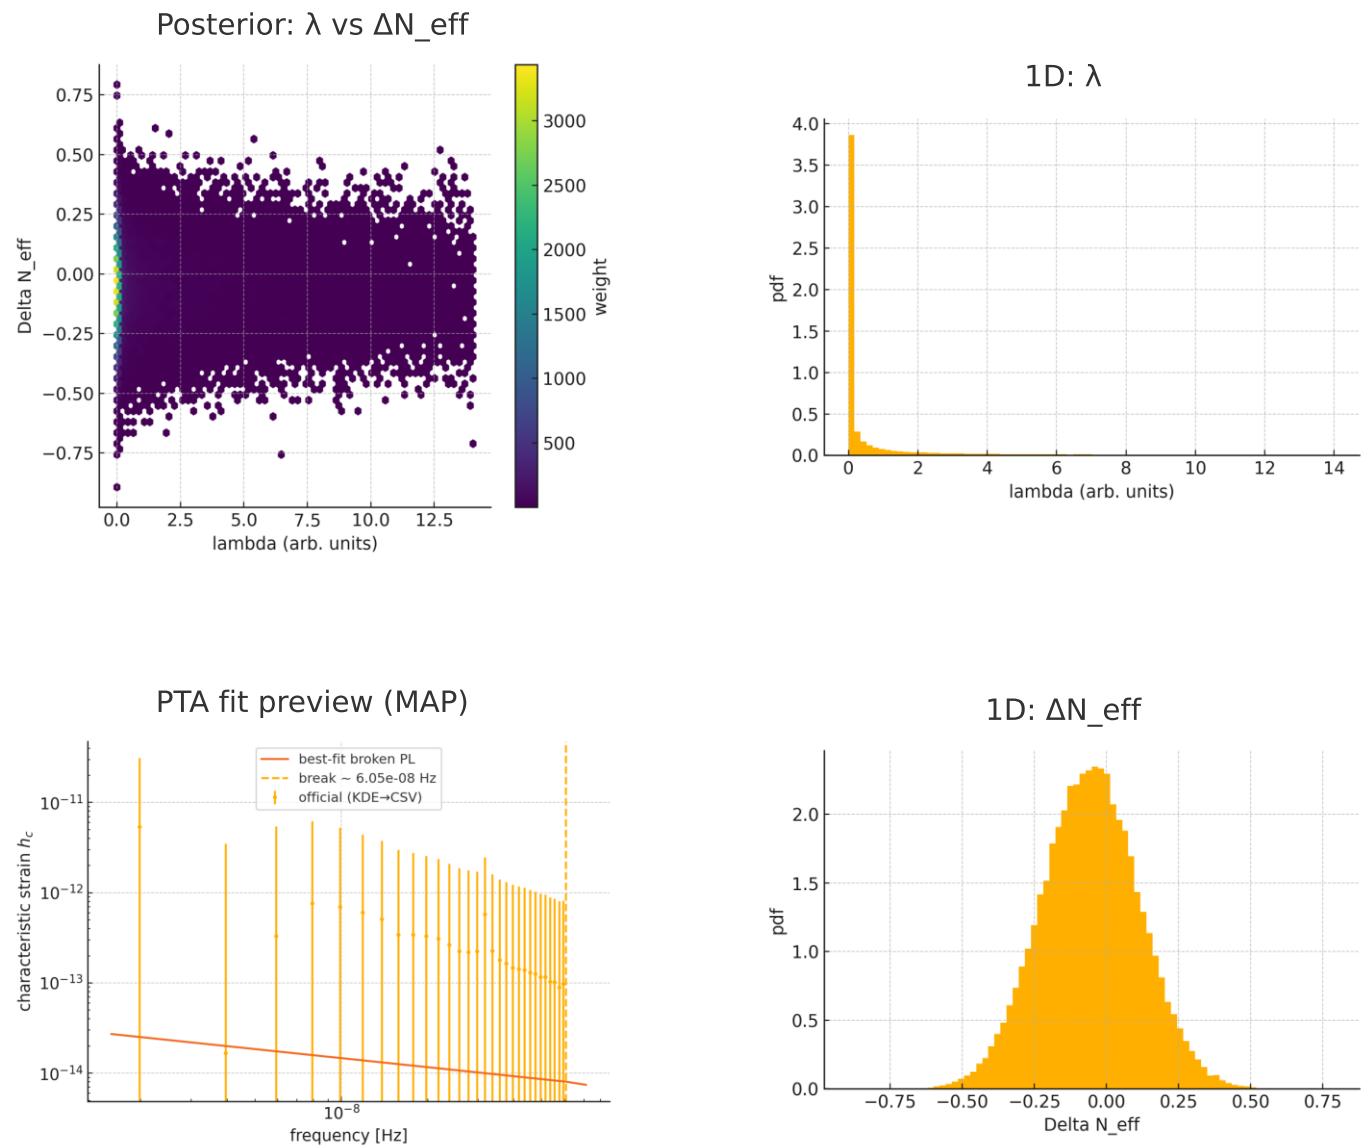 Posterior: λ vs ΔN_eff
0.75
0.50
0.25
0.00
−0.25
−0.50
−0.75
Delta N_eff
0.0 2.5 5.0 7.5 10.0 12.5
lambda (arb. units)
3000
2500
2000
1500
1000
500
weight
1D: λ
4.0
3.5
3.0
2.5
2.0
1.5
1.0
0.5
0.0
pdf
0 2 4 6 8 10 12 14
lambda (arb. units)
PTA fit preview (MAP)
best-fit broken PL
break ~ 6.05e-08 Hz
official (KDE→CSV)
10⁻¹¹
10⁻¹²
10⁻¹³
10⁻¹⁴
characteristic strain h_c
10⁻⁸
frequency [Hz]
1D: ΔN_eff
2.0
1.5
1.0
0.5
0.0
pdf
−0.75 −0.50 −0.25 0.00 0.25 0.50 0.75
Delta N_eff